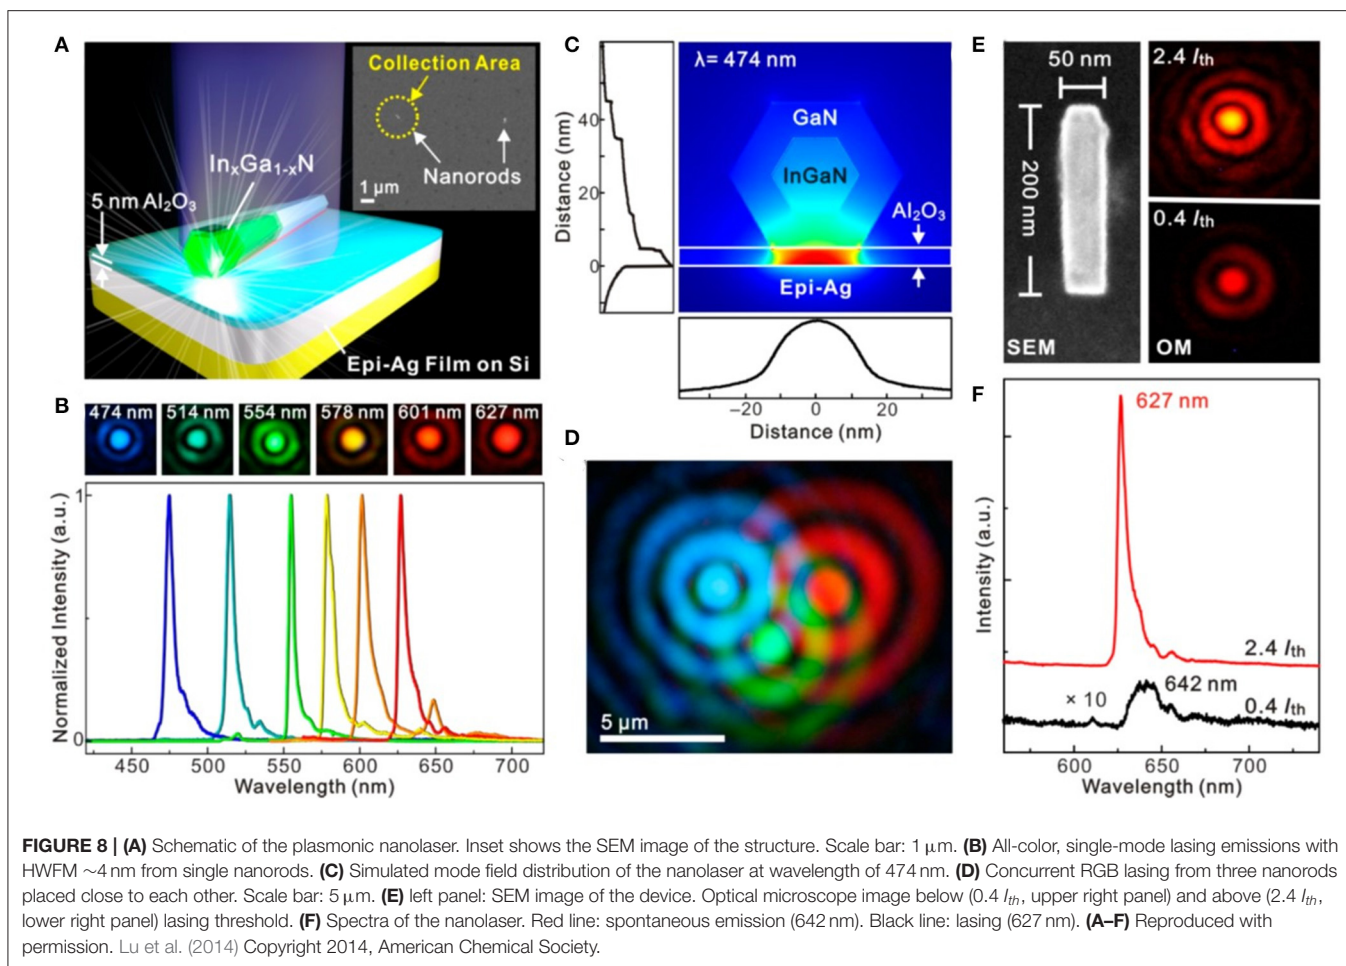 A
Collection Area
InxGa1-xN
Nanorods
1 µm
5 nm Al2O3
Epi-Ag Film on Si
B
474 nm 514 nm 554 nm 578 nm 601 nm 627 nm
1
Normalized Intensity (a.u.)
0
450 500 550 600 650 700
Wavelength (nm)
C
λ= 474 nm
40
20
0
Distance (nm)
GaN
InGaN
Al2O3
Epi-Ag
−20 0 20
Distance (nm)
D
5 µm
E
50 nm
200 nm
SEM
2.4 Ith
0.4 Ith
OM
F
627 nm
Intensity (a.u.)
2.4 Ith
642 nm
× 10
0.4 Ith
600 650 700
Wavelength (nm)
FIGURE 8 | (A) Schematic of the plasmonic nanolaser. Inset shows the SEM image of the structure. Scale bar: 1 µm. (B) All-color, single-mode lasing emissions with
HWFM ∼4 nm from single nanorods. (C) Simulated mode field distribution of the nanolaser at wavelength of 474 nm. (D) Concurrent RGB lasing from three nanorods
placed close to each other. Scale bar: 5 µm. (E) left panel: SEM image of the device. Optical microscope image below (0.4 Ith, upper right panel) and above (2.4 Ith,
lower right panel) lasing threshold. (F) Spectra of the nanolaser. Red line: spontaneous emission (642 nm). Black line: lasing (627 nm). (A–F) Reproduced with
permission. Lu et al. (2014) Copyright 2014, American Chemical Society.